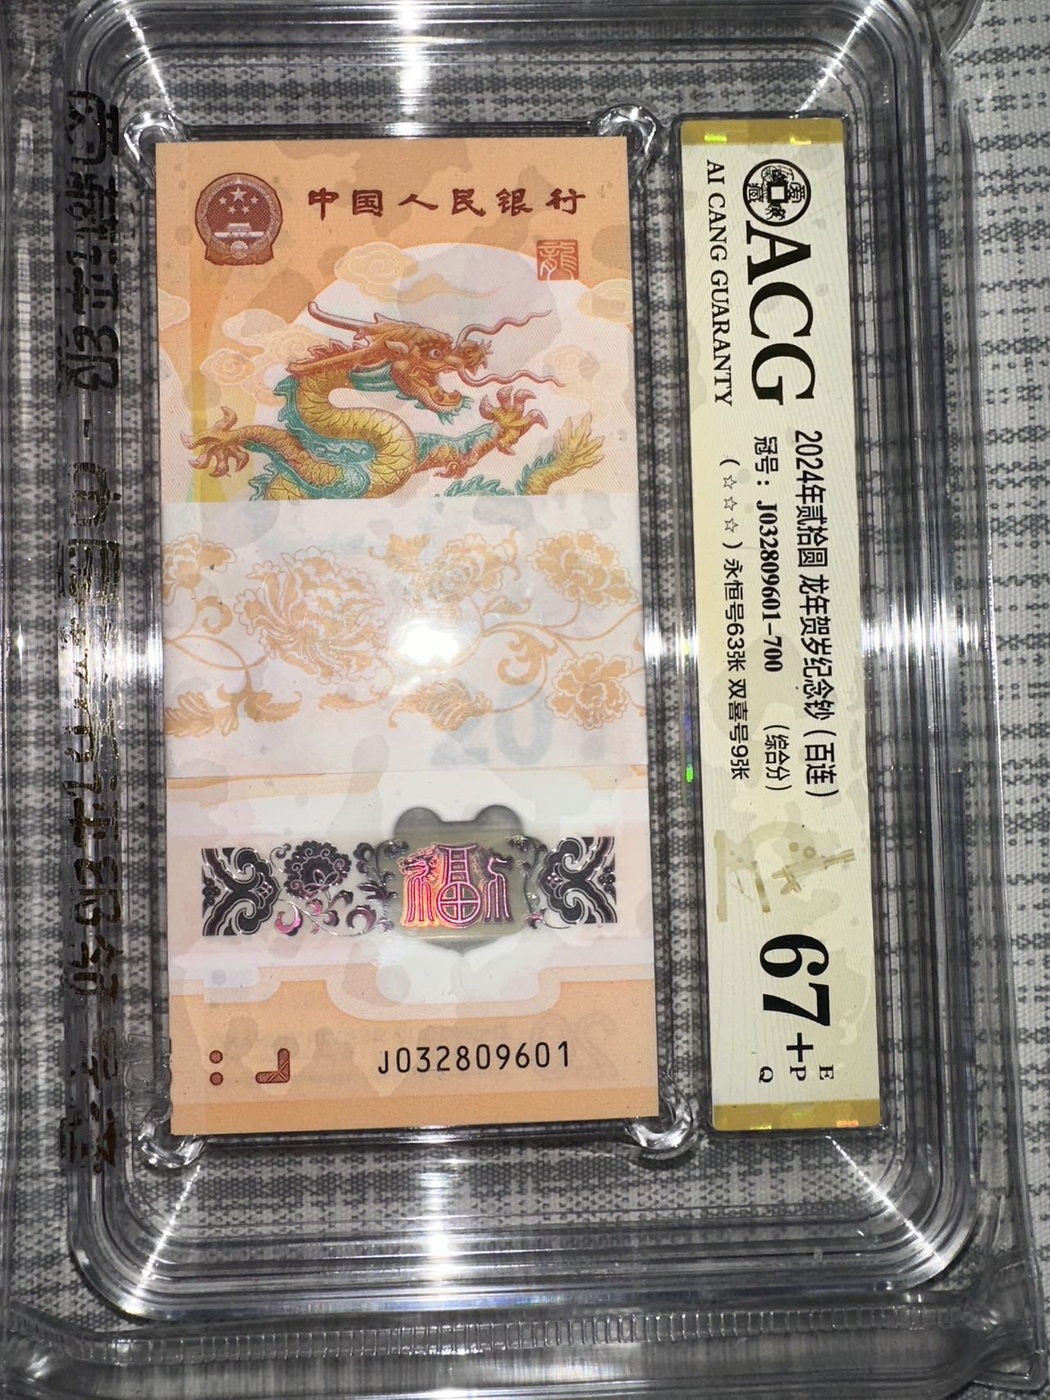 中国人民银行
龍
福
J032809601
ACG
AI CANG GUARANTY
2024年贰拾圆 龙年贺岁纪念钞（百连）
冠号：J032809601-700 （综合分）
（☆☆☆）永恒号63张 双喜号9张
67+
E
P
Q